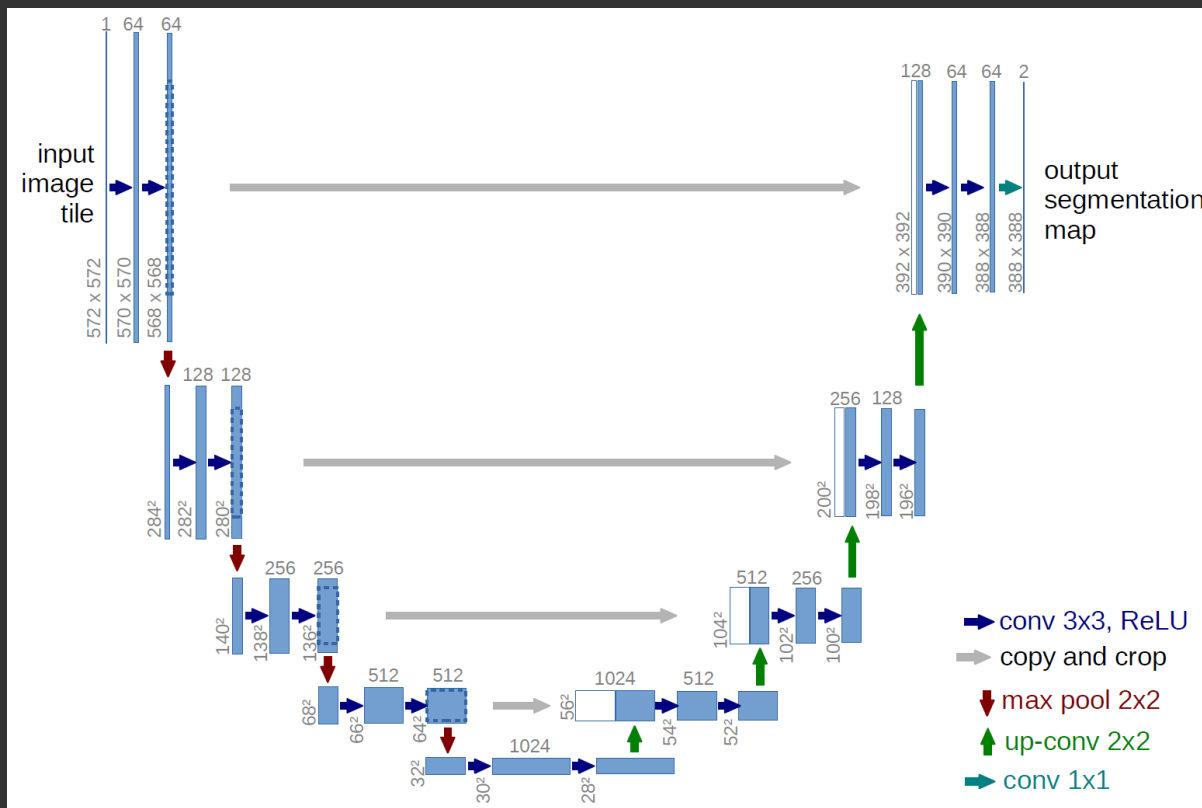 1 64 64
128 64 64 2
input
image
tile
output
segmentation
map
572 x 572
570 x 570
568 x 568
392 x 392
390 x 390
388 x 388
388 x 388
128 128
256 128
284²
282²
280²
200²
198²
196²
256 256
512 256
140²
138²
136²
104²
102²
100²
conv 3x3, ReLU
copy and crop
max pool 2x2
up-conv 2x2
conv 1x1
512 512
1024 512
68²
66²
64²
56²
54²
52²
1024
32²
30²
28²